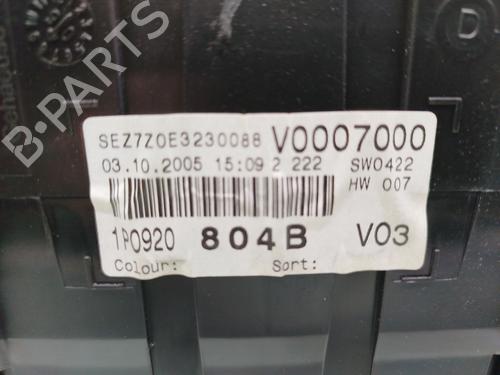 SEZ7Z0E3230088 V0007000
03.10.2005 15:09 2 222 SW0422
HW 007
1P0920 804B V03
Colour: Sort:
D
B-PARTS